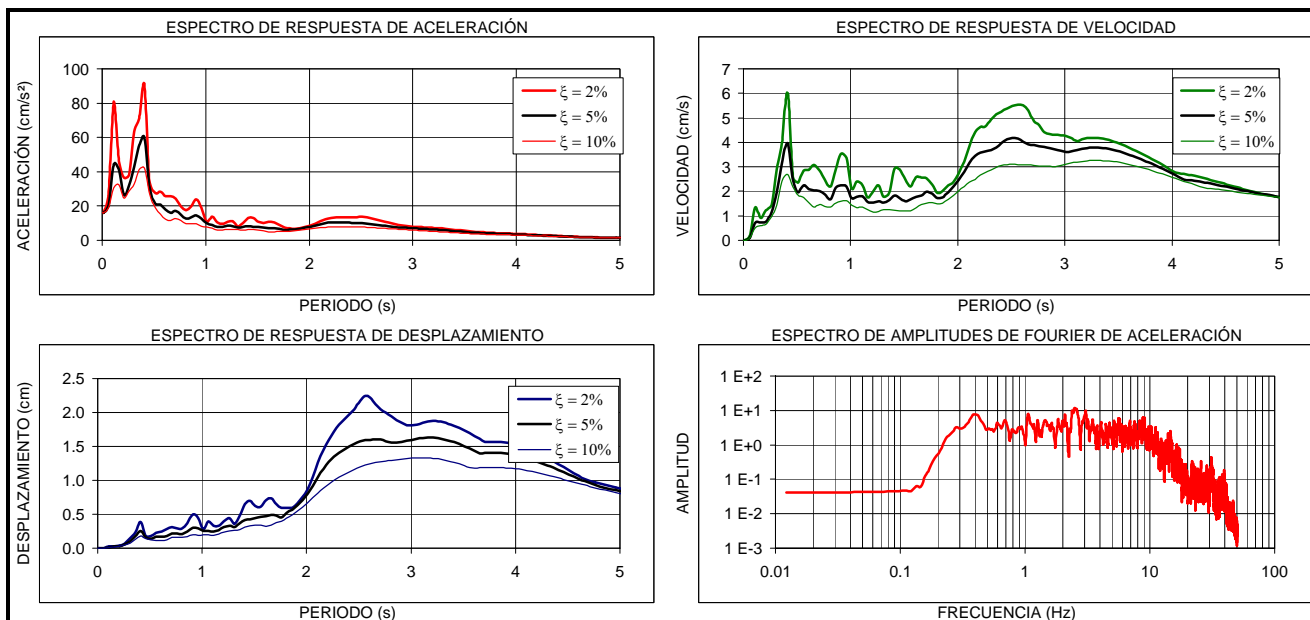 ESPECTRO DE RESPUESTA DE ACELERACIÓN
ACELERACIÓN (cm/s²)
100
80
60
40
20
0
ξ = 2%
ξ = 5%
ξ = 10%
0 1 2 3 4 5
PERIODO (s)
ESPECTRO DE RESPUESTA DE VELOCIDAD
VELOCIDAD (cm/s)
7
6
5
4
3
2
1
0
ξ = 2%
ξ = 5%
ξ = 10%
0 1 2 3 4 5
PERIODO (s)
ESPECTRO DE RESPUESTA DE DESPLAZAMIENTO
DESPLAZAMIENTO (cm)
2.5
2.0
1.5
1.0
0.5
0.0
ξ = 2%
ξ = 5%
ξ = 10%
0 1 2 3 4 5
PERIODO (s)
ESPECTRO DE AMPLITUDES DE FOURIER DE ACELERACIÓN
AMPLITUD
1 E+2
1 E+1
1 E+0
1 E-1
1 E-2
1 E-3
0.01 0.1 1 10 100
FRECUENCIA (Hz)